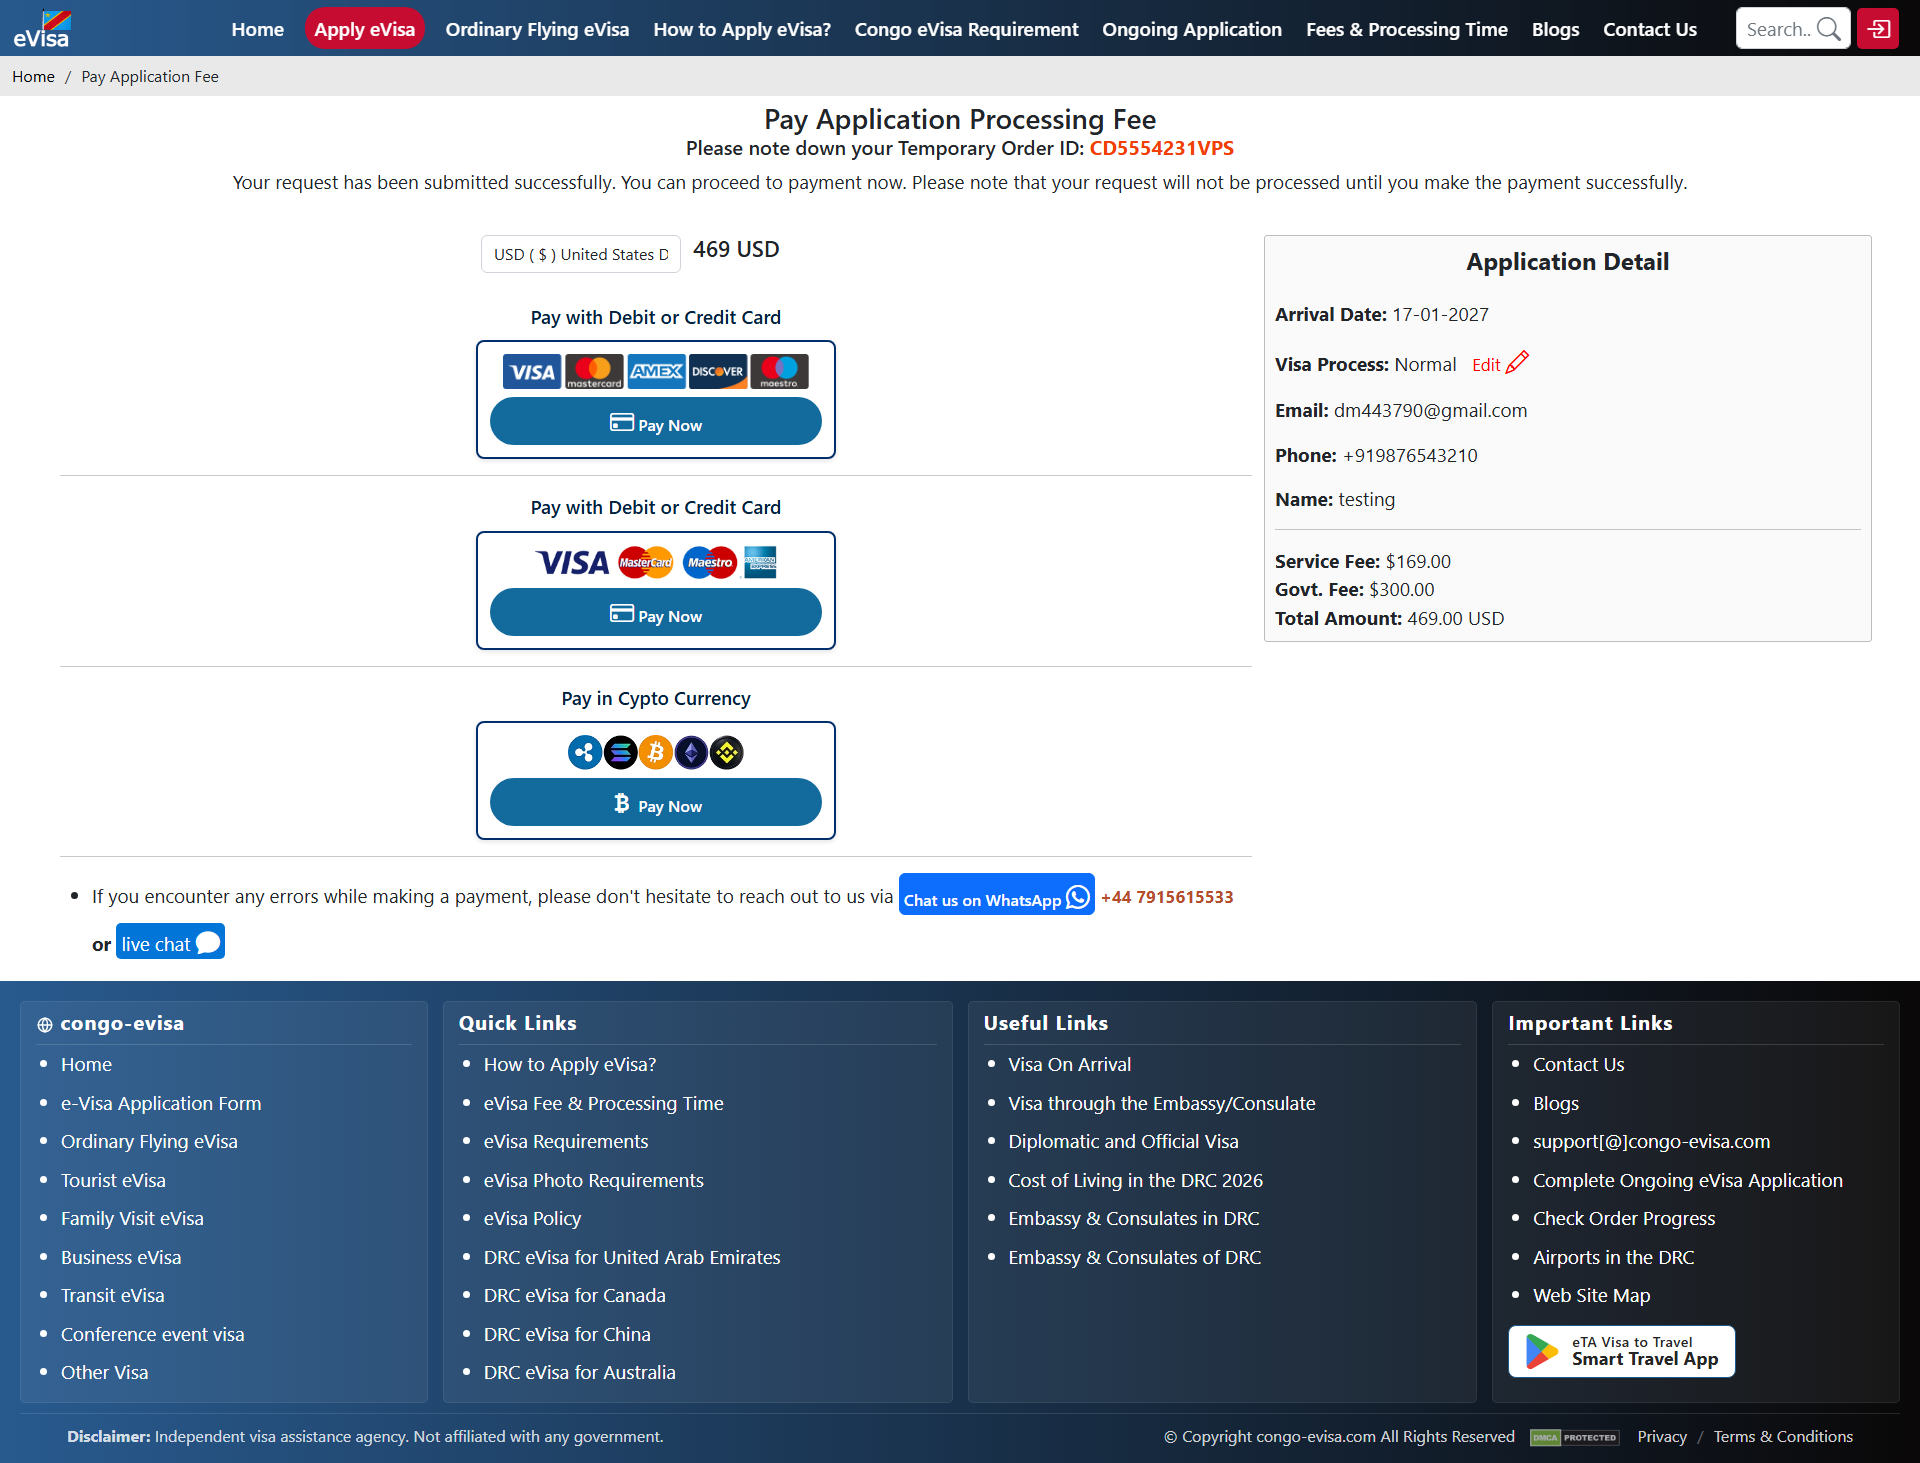 eVisa
Home
Apply eVisa
Ordinary Flying eVisa
How to Apply eVisa?
Congo eVisa Requirement
Ongoing Application
Fees & Processing Time
Blogs
Contact Us
Search..
Home / Pay Application Fee
Pay Application Processing Fee
Please note down your Temporary Order ID: CD5554231VPS
Your request has been submitted successfully. You can proceed to payment now. Please note that your request will not be processed until you make the payment successfully.
USD ( $ ) United States D
469 USD
Pay with Debit or Credit Card
VISA mastercard AMEX DISCOVER maestro
Pay Now
Pay with Debit or Credit Card
VISA MasterCard Maestro AMERICAN EXPRESS
Pay Now
Pay in Cypto Currency
Pay Now
If you encounter any errors while making a payment, please don't hesitate to reach out to us via Chat us on WhatsApp +44 7915615533
or live chat
Application Detail
Arrival Date: 17-01-2027
Visa Process: Normal Edit
Email: dm443790@gmail.com
Phone: +919876543210
Name: testing
Service Fee: $169.00
Govt. Fee: $300.00
Total Amount: 469.00 USD
congo-evisa
Home
e-Visa Application Form
Ordinary Flying eVisa
Tourist eVisa
Family Visit eVisa
Business eVisa
Transit eVisa
Conference event visa
Other Visa
Quick Links
How to Apply eVisa?
eVisa Fee & Processing Time
eVisa Requirements
eVisa Photo Requirements
eVisa Policy
DRC eVisa for United Arab Emirates
DRC eVisa for Canada
DRC eVisa for China
DRC eVisa for Australia
Useful Links
Visa On Arrival
Visa through the Embassy/Consulate
Diplomatic and Official Visa
Cost of Living in the DRC 2026
Embassy & Consulates in DRC
Embassy & Consulates of DRC
Important Links
Contact Us
Blogs
support[@]congo-evisa.com
Complete Ongoing eVisa Application
Check Order Progress
Airports in the DRC
Web Site Map
eTA Visa to Travel
Smart Travel App
Disclaimer: Independent visa assistance agency. Not affiliated with any government.
© Copyright congo-evisa.com All Rights Reserved
DMCA PROTECTED
Privacy / Terms & Conditions